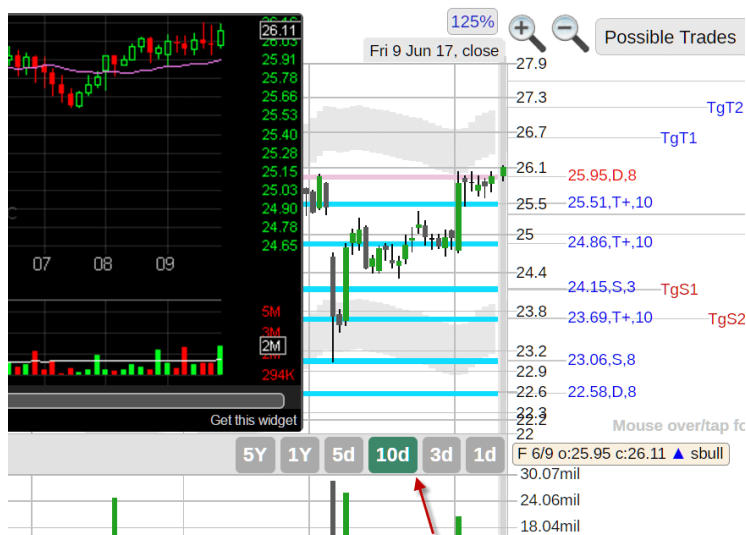 125%
Possible Trades
Fri 9 Jun 17, close
26.11
26.03
25.91
25.78
25.66
25.53
25.40
25.28
25.15
25.03
24.90
24.78
24.65
07 08 09
5M
3M
2M
294K
Get this widget
27.9
27.3
26.7
26.1
25.5
25
24.4
23.8
23.2
22.9
22.6
22.3
22.2
22
TgT2
TgT1
25.95,D,8
25.51,T+,10
24.86,T+,10
24.15,S,3 TgS1
23.69,T+,10 TgS2
23.06,S,8
22.58,D,8
Mouse over/tap fo
5Y 1Y 5d 10d 3d 1d
F 6/9 o:25.95 c:26.11 ▲ sbull
30.07mil
24.06mil
18.04mil